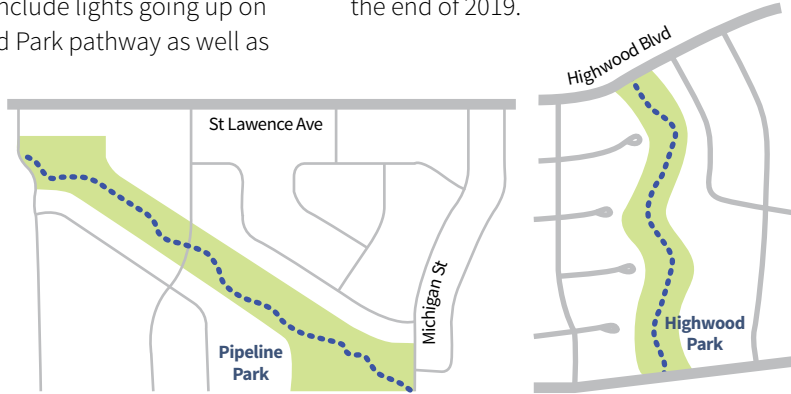 nclude lights going up on
d Park pathway as well as
the end of 2019.
St Lawence Ave
Michigan St
Pipeline
Park
Highwood Blvd
Highwood
Park